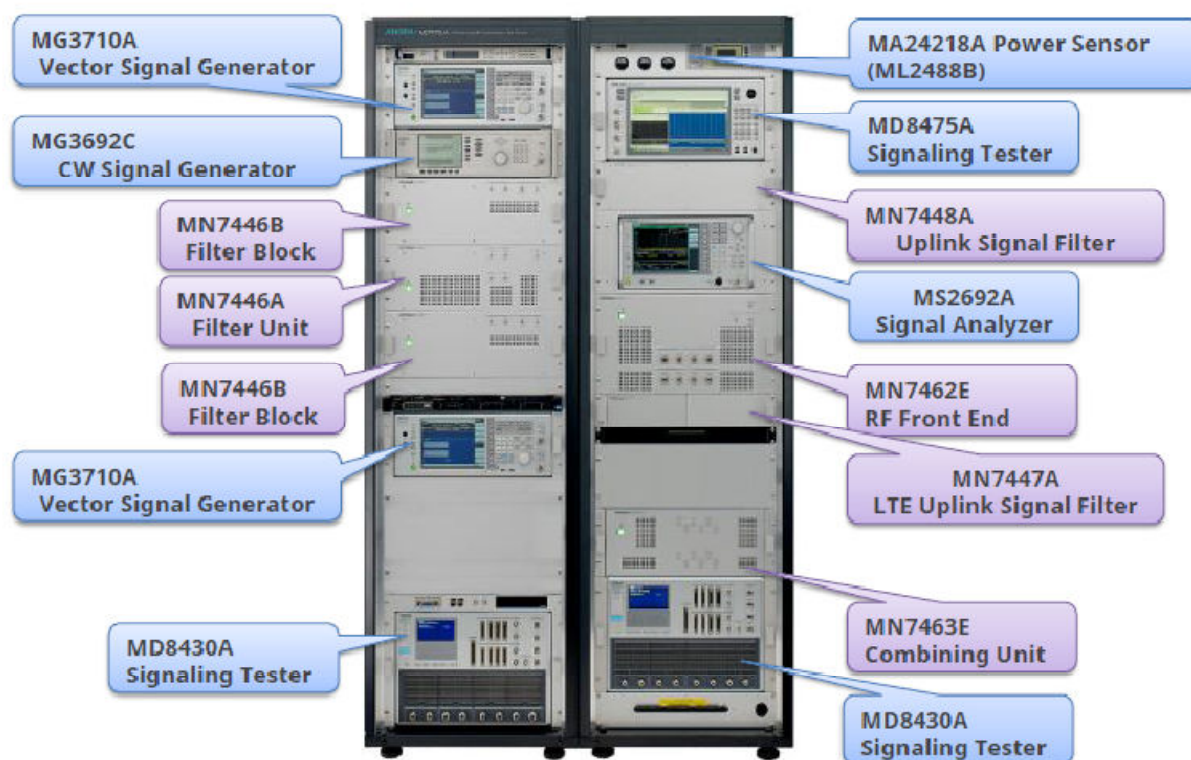 MG3710A
Vector Signal Generator
MG3692C
CW Signal Generator
MN7446B
Filter Block
MN7446A
Filter Unit
MN7446B
Filter Block
MG3710A
Vector Signal Generator
MD8430A
Signaling Tester
MA24218A Power Sensor
(ML2488B)
MD8475A
Signaling Tester
MN7448A
Uplink Signal Filter
MS2692A
Signal Analyzer
MN7462E
RF Front End
MN7447A
LTE Uplink Signal Filter
MN7463E
Combining Unit
MD8430A
Signaling Tester